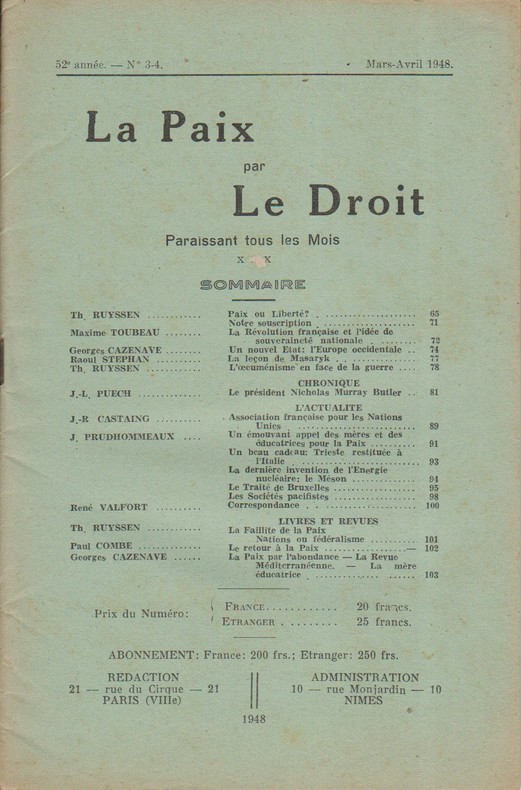 52e année. — N° 3-4. Mars-Avril 1948.
La Paix
par
Le Droit
Paraissant tous les Mois
x x
SOMMAIRE
Th. RUYSSEN ........... Paix ou Liberté? .................... 65
Notre souscription .................... 71
Maxime TOUBEAU ........ La Révolution française et l'idée de
souveraineté nationale . ........ 72
Georges CAZENAVE ........ Un nouvel Etat: l'Europe occidentale .. 74
Raoul STEPHAN .......... La leçon de Masaryk . ................. 77
Th. RUYSSEN ........... L'œcuménisme en face de la guerre .... 78
CHRONIQUE
J.-L. PUECH ............. Le président Nicholas Murray Butler .. 81
L'ACTUALITE
J.-R CASTAING .......... Association française pour les Nations
Unies ......................... 89
J. PRUDHOMMEAUX .... Un émouvant appel des mères et des
éducatrices pour la Paix .......... 91
Un beau cadeau: Trieste restituée à
l'Italie . ......................... 93
La dernière invention de l'Energie
nucléaire: le Méson .............. 94
Le Traité de Bruxelles .................. 95
Les Sociétés pacifistes .................. 98
René VALFORT .......... Correspondance . . .................... 100
LIVRES ET REVUES
Th. RUYSSEN ........... La Faillite de la Paix
Nations ou fédéralisme .......... 101
Paul COMBE ............. Le retour à la Paix .................— 102
Georges CAZENAVE ...... La Paix par l'abondance — La Revue
Méditerranéenne. — La mère
éducatrice . .............. ...... 103
Prix du Numéro: FRANCE............ 20 francs.
ETRANGER . ........ 25 francs.
ABONNEMENT: France: 200 frs.; Etranger: 250 frs.
REDACTION
21 — rue du Cirque — 21
PARIS (VIIIe)
ADMINISTRATION
10 — rue Monjardin — 10
NIMES
1948